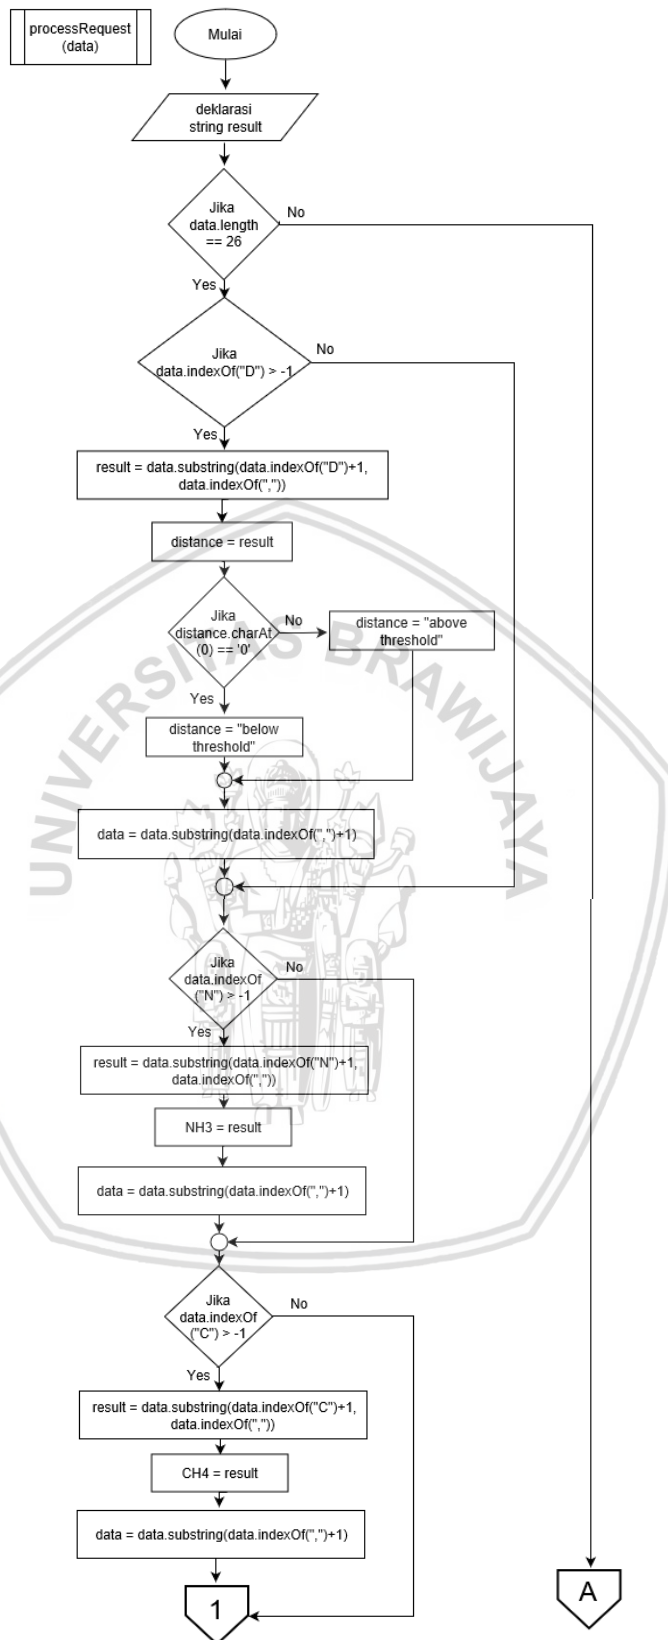 processRequest
(data)
Mulai
deklarasi
string result
Jika
data.length
== 26
No
Yes
Jika
data.indexOf("D") > -1
No
Yes
result = data.substring(data.indexOf("D")+1,
data.indexOf(","))
distance = result
Jika
distance.charAt
(0) == '0'
No
distance = "above
threshold"
Yes
distance = "below
threshold"
data = data.substring(data.indexOf(",")+1)
Jika
data.indexOf
("N") > -1
No
Yes
result = data.substring(data.indexOf("N")+1,
data.indexOf(","))
NH3 = result
data = data.substring(data.indexOf(",")+1)
Jika
data.indexOf
("C") > -1
No
Yes
result = data.substring(data.indexOf("C")+1,
data.indexOf(","))
CH4 = result
data = data.substring(data.indexOf(",")+1)
1
A
UNIVERSITAS BRAWIJAYA